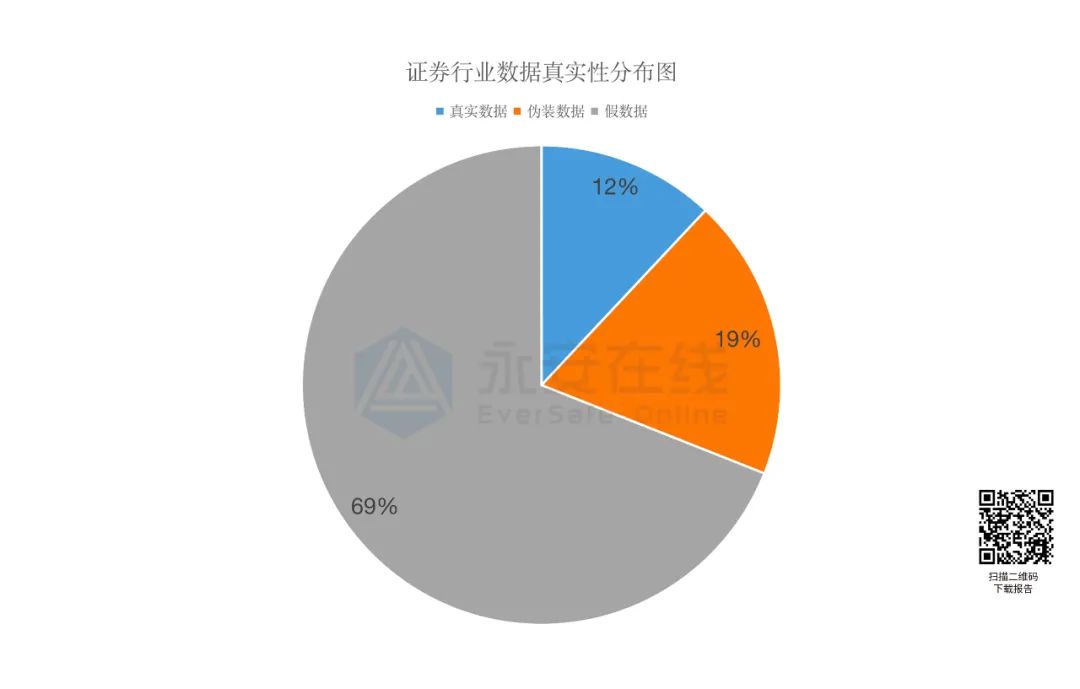 证券行业数据真实性分布图
真实数据 伪装数据 假数据
12%
19%
永安在线
EverSafe Online
69%
扫描二维码
下载报告